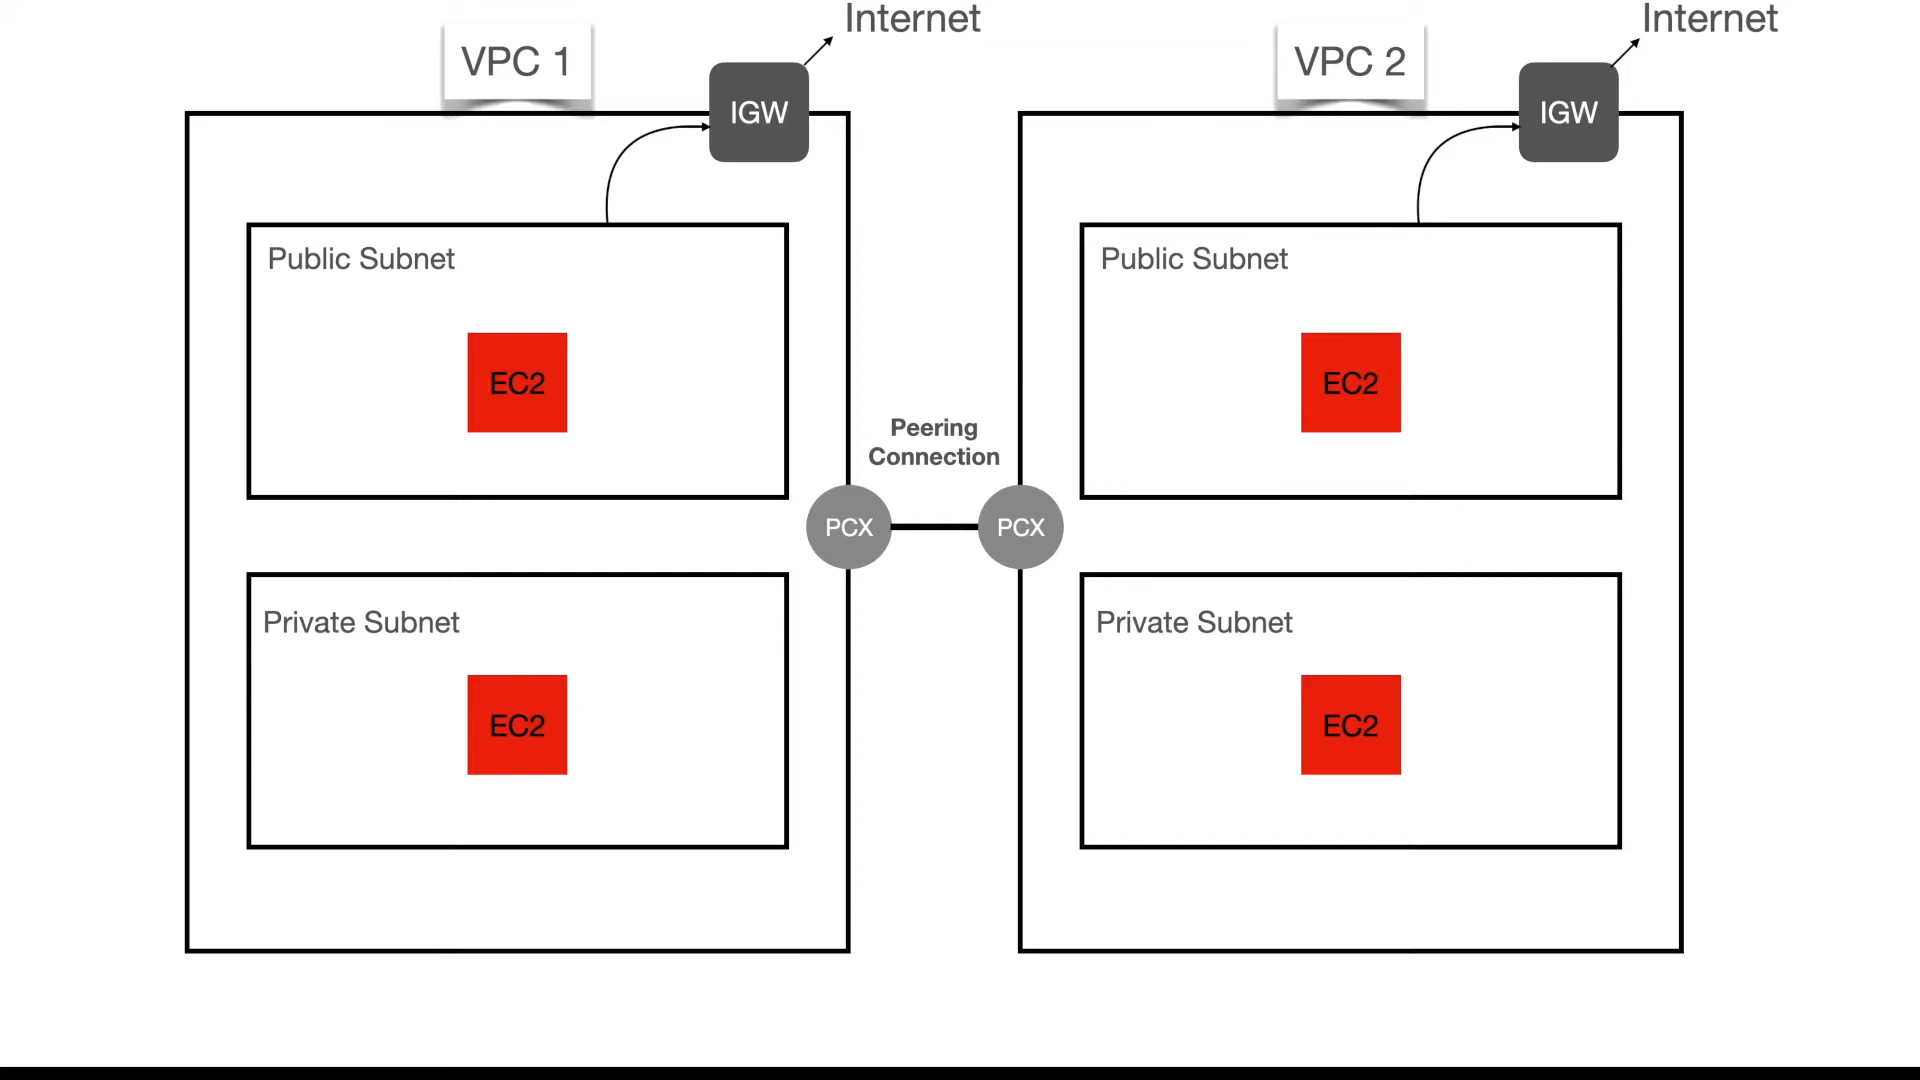 Internet
Internet
VPC 1
VPC 2
IGW
IGW
Public Subnet
Public Subnet
EC2
EC2
Peering
Connection
PCX
PCX
Private Subnet
Private Subnet
EC2
EC2